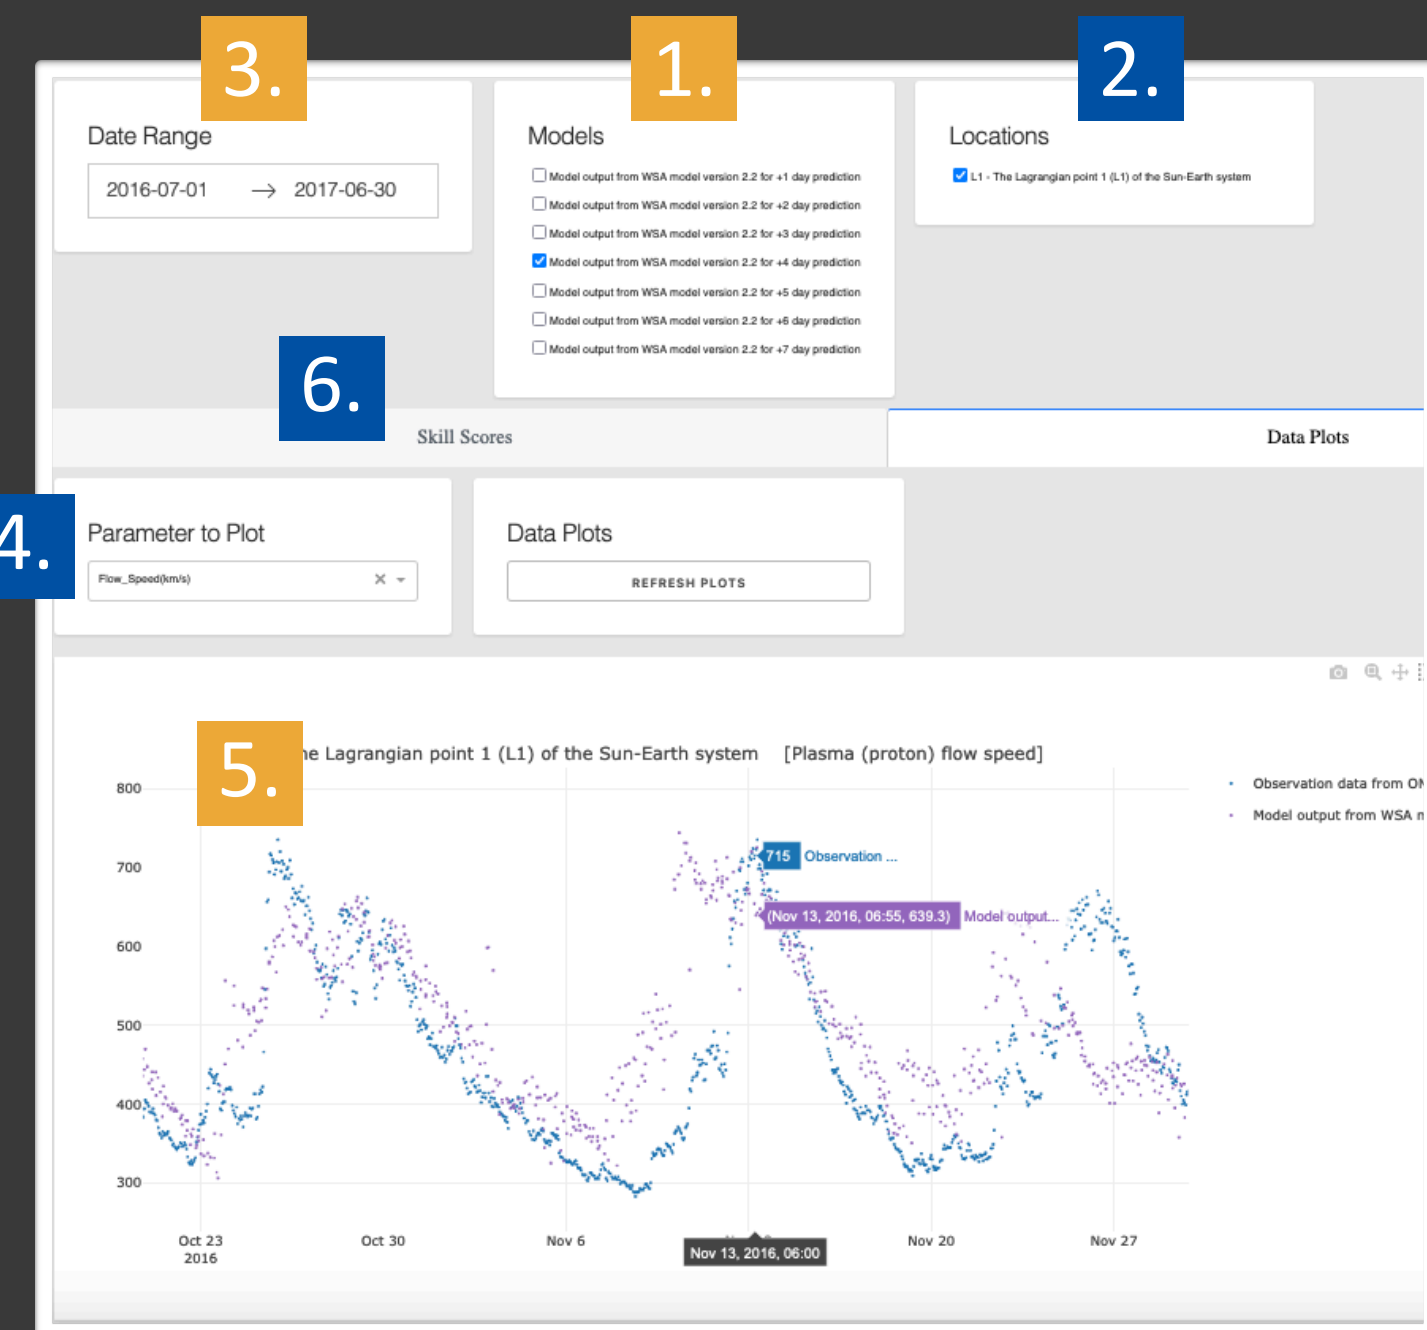 3.
1.
2.
Date Range
2016-07-01 → 2017-06-30
Models
Model output from WSA model version 2.2 for +1 day prediction
Model output from WSA model version 2.2 for +2 day prediction
Model output from WSA model version 2.2 for +3 day prediction
Model output from WSA model version 2.2 for +4 day prediction
Model output from WSA model version 2.2 for +5 day prediction
Model output from WSA model version 2.2 for +6 day prediction
Model output from WSA model version 2.2 for +7 day prediction
Locations
L1 - The Lagrangian point 1 (L1) of the Sun-Earth system
6.
Skill Scores
Data Plots
4.
Parameter to Plot
Flow_Speed(km/s)
Data Plots
REFRESH PLOTS
5.
he Lagrangian point 1 (L1) of the Sun-Earth system [Plasma (proton) flow speed]
Observation data from
Model output from WSA
800
700
600
500
400
300
715 Observation ...
(Nov 13, 2016, 06:55, 639.3) Model output...
Oct 23
2016
Oct 30
Nov 6
Nov 13, 2016, 06:00
Nov 20
Nov 27